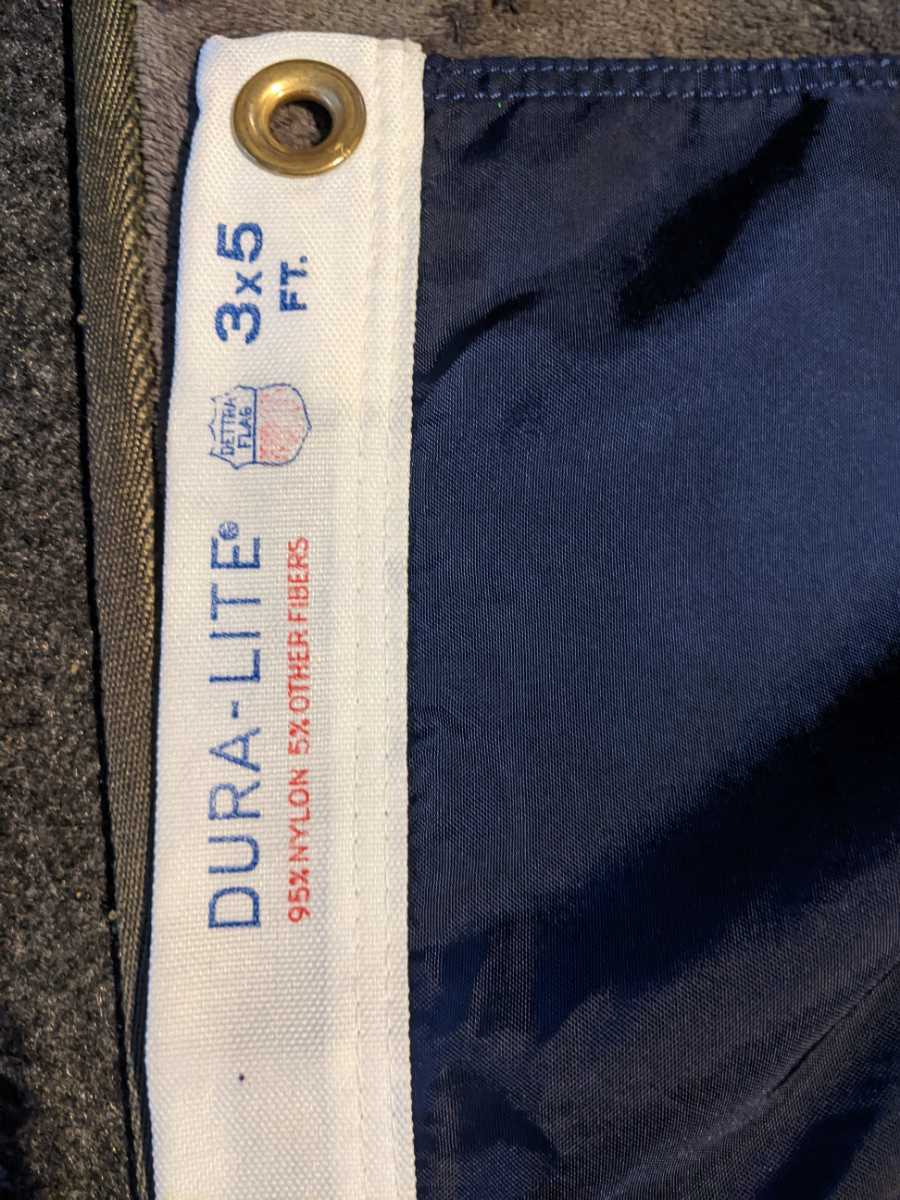 DURA-LITE®
95% NYLON 5% OTHER FIBERS
DETTRA
FLAG
3x5
FT.